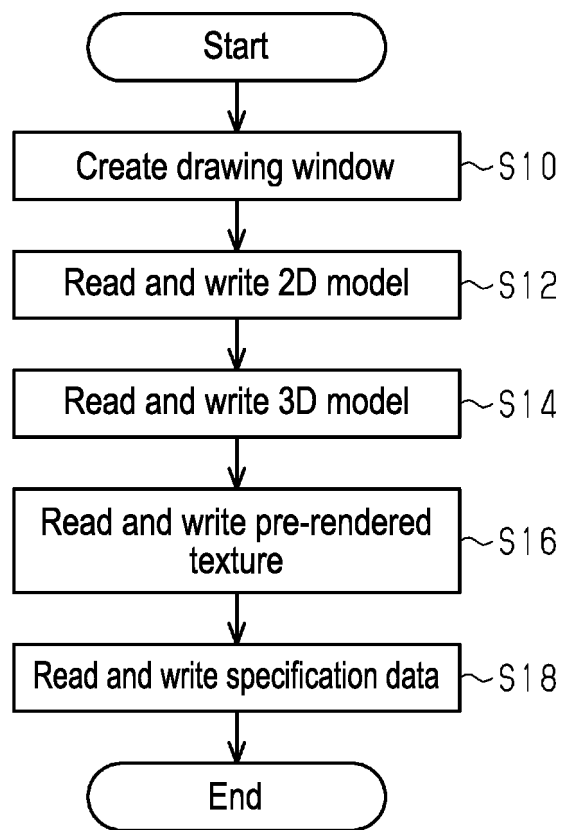 Start
Create drawing window
S10
Read and write 2D model
S12
Read and write 3D model
S14
Read and write pre-rendered
texture
S16
Read and write specification data
S18
End